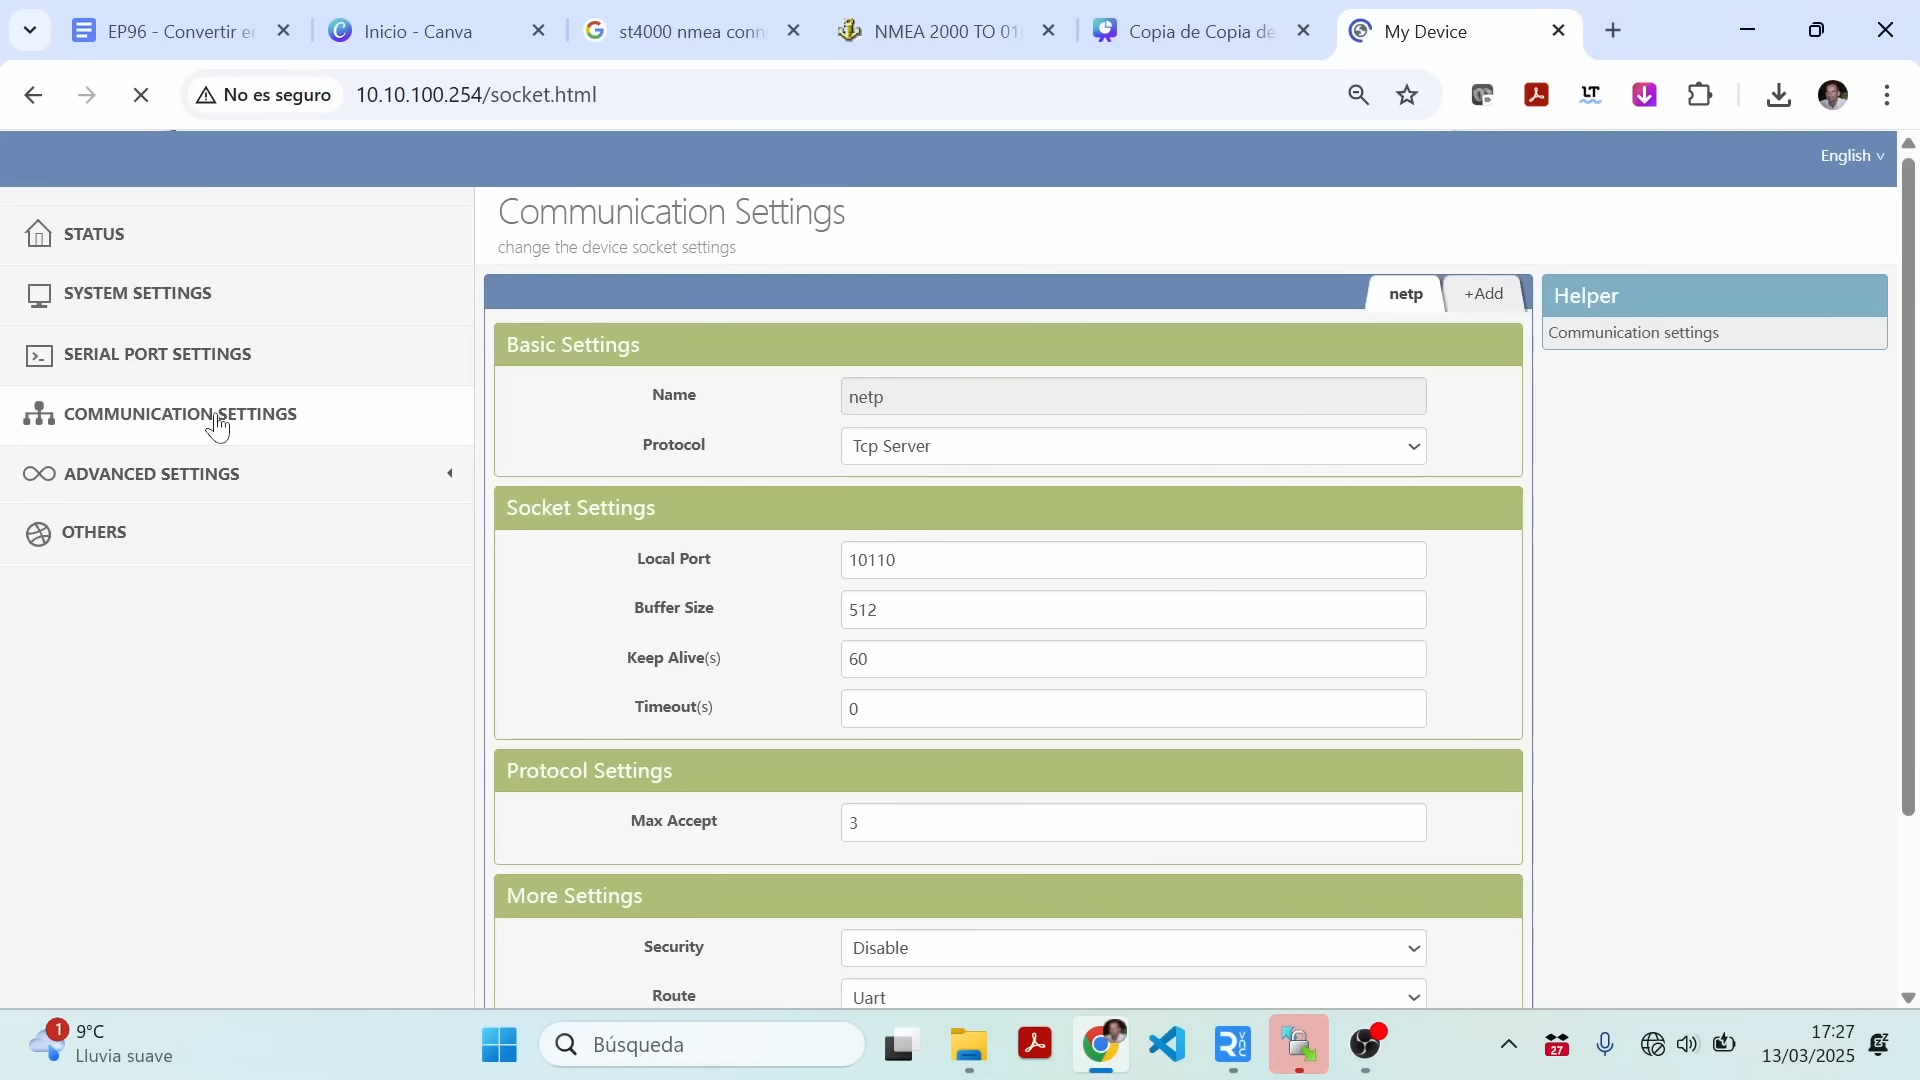 EP96 - Convertir e
Inicio - Canva
st4000 nmea conn
NMEA 2000 TO 01
Copia de Copia de
My Device
No es seguro
10.10.100.254/socket.html
LT
English
STATUS
SYSTEM SETTINGS
SERIAL PORT SETTINGS
COMMUNICATION SETTINGS
ADVANCED SETTINGS
OTHERS
Communication Settings
change the device socket settings
netp
+Add
Basic Settings
Name
netp
Protocol
Tcp Server
Socket Settings
Local Port
10110
Buffer Size
512
Keep Alive(s)
60
Timeout(s)
0
Protocol Settings
Max Accept
3
More Settings
Security
Disable
Route
Uart
Helper
Communication settings
1
9°C
Lluvia suave
Búsqueda
27
17:27
13/03/2025